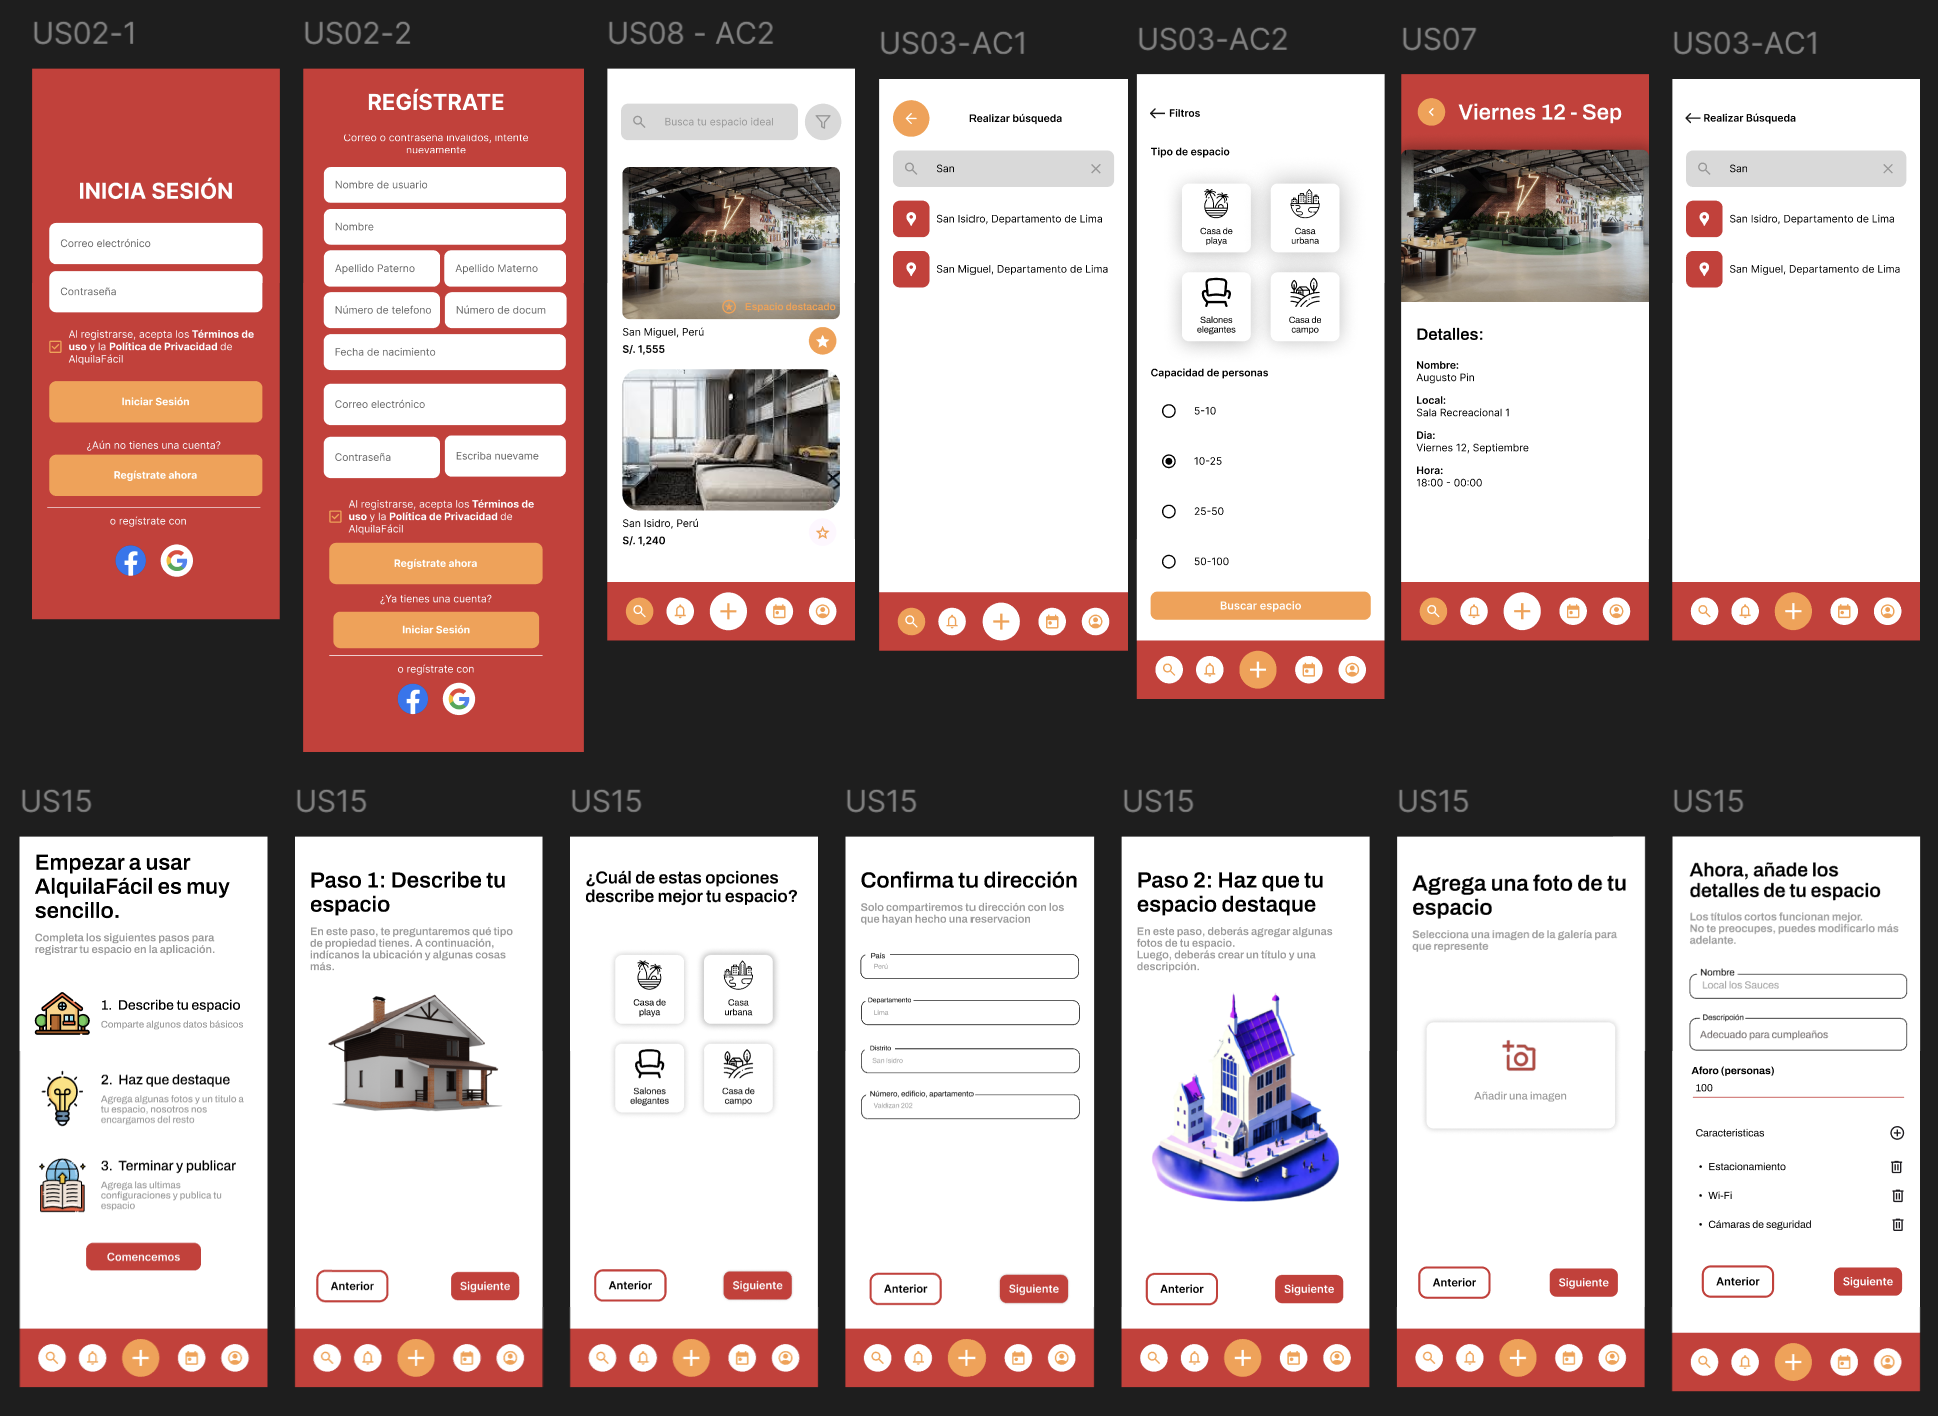 US02-1
INICIA SESIÓN
Correo electrónico
Contraseña
Al registrarse, acepta los Términos de
uso y la Política de Privacidad de
AlquilaFácil
Iniciar Sesión
¿Aún no tienes una cuenta?
Regístrate ahora
o regístrate con
US02-2
REGÍSTRATE
Correo o contraseña invalidos, intente
nuevamente
Nombre de usuario
Nombre
Apellido Paterno
Apellido Materno
Número de telefono
Número de docum
Fecha de nacimiento
Correo electrónico
Contraseña
Escriba nuevame
Al registrarse, acepta los Términos de
uso y la Política de Privacidad de
AlquilaFácil
Regístrate ahora
¿Ya tienes una cuenta?
Iniciar Sesión
o regístrate con
US08 - AC2
Busca tu espacio ideal
Espacio destacado
San Miguel, Perú
S/. 1,555
San Isidro, Perú
S/. 1,240
US03-AC1
Realizar búsqueda
San
San Isidro, Departamento de Lima
San Miguel, Departamento de Lima
US03-AC2
Filtros
Tipo de espacio
Casa de
playa
Casa
urbana
Salones
elegantes
Casa de
campo
Capacidad de personas
5-10
10-25
25-50
50-100
Buscar espacio
US07
Viernes 12 - Sep
Detalles:
Nombre:
Augusto Pin
Local:
Sala Recreacional 1
Dia:
Viernes 12, Septiembre
Hora:
18:00 - 00:00
US03-AC1
Realizar Búsqueda
San
San Isidro, Departamento de Lima
San Miguel, Departamento de Lima
US15
Empezar a usar
AlquilaFácil es muy
sencillo.
Completa los siguientes pasos para
registrar tu espacio en la aplicación.
1. Describe tu espacio
Comparte algunos datos básicos
2. Haz que destaque
Agrega algunas fotos y un titulo a
tu espacio, nosotros nos
encargamos del resto
3. Terminar y publicar
Agrega las ultimas
configuraciones y publica tu
espacio
Comencemos
US15
Paso 1: Describe tu
espacio
En este paso, te preguntaremos qué tipo
de propiedad tienes. A continuación,
indícanos la ubicación y algunas cosas
más.
Anterior
Siguiente
US15
¿Cuál de estas opciones
describe mejor tu espacio?
Casa de
playa
Casa
urbana
Salones
elegantes
Casa de
campo
Anterior
Siguiente
US15
Confirma tu dirección
Solo compartiremos tu dirección con los
que hayan hecho una reservacion
País
Perú
Departamento
Lima
Distrito
San Isidro
Número, edificio, apartamento
Valdizan 202
Anterior
Siguiente
US15
Paso 2: Haz que tu
espacio destaque
En este paso, deberás agregar algunas
fotos de tu espacio.
Luego, deberás crear un título y una
descripción.
Anterior
Siguiente
US15
Agrega una foto de tu
espacio
Selecciona una imagen de la galería para
que represente
Añadir una imagen
Anterior
Siguiente
US15
Ahora, añade los
detalles de tu espacio
Los títulos cortos funcionan mejor.
No te preocupes, puedes modificarlo más
adelante.
Nombre
Local los Sauces
Descripción
Adecuado para cumpleaños
Aforo (personas)
100
Caracteristicas
• Estacionamiento
• Wi-Fi
• Cámaras de seguridad
Anterior
Siguiente